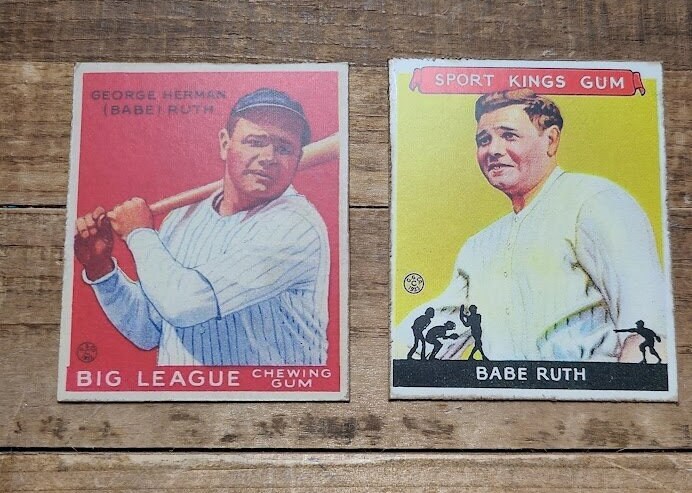 GEORGE HERMAN
(BABE) RUTH
BIG LEAGUE CHEWING
GUM
SPORT KINGS GUM
BABE RUTH